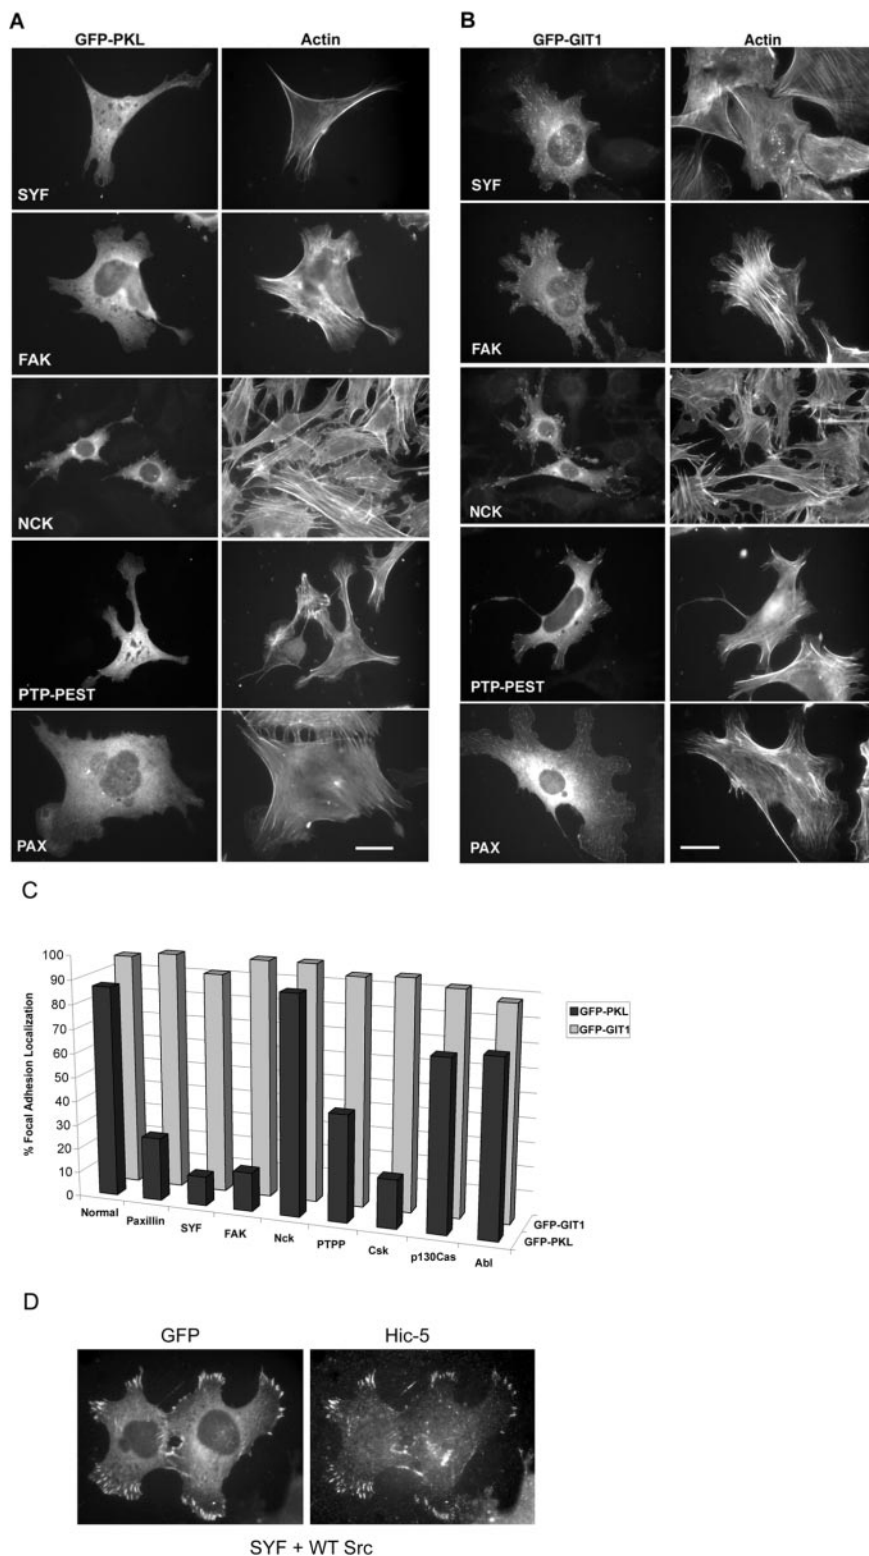 A
GFP-PKL
Actin
SYF
FAK
NCK
PTP-PEST
PAX
B
GFP-GIT1
Actin
SYF
FAK
NCK
PTP-PEST
PAX
C
% Focal Adhesion Localization
100
90
80
70
60
50
40
30
20
10
0
Normal
Paxillin
SYF
FAK
Nck
PTPP
Csk
p130Cas
Abl
GFP-GIT1
GFP-PKL
GFP-PKL
GFP-GIT1
D
GFP
Hic-5
SYF + WT Src